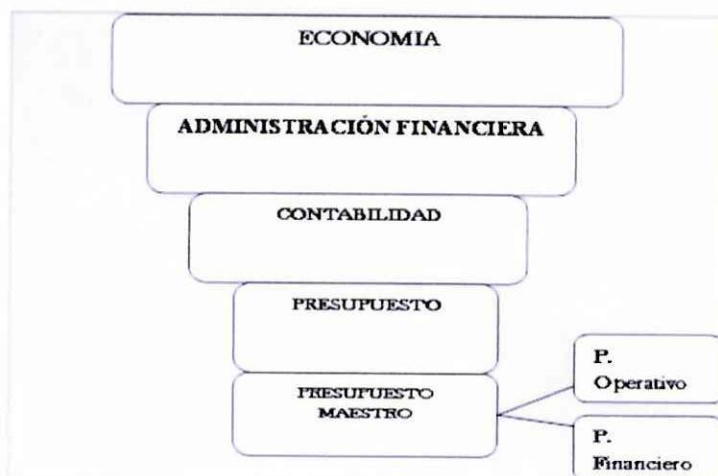 ECONOMIA
ADMINISTRACIÓN FINANCIERA
CONTABILIDAD
PRESUPUESTO
PRESUPUESTO
MAESTRO
P.
Operativo
P.
Financiero